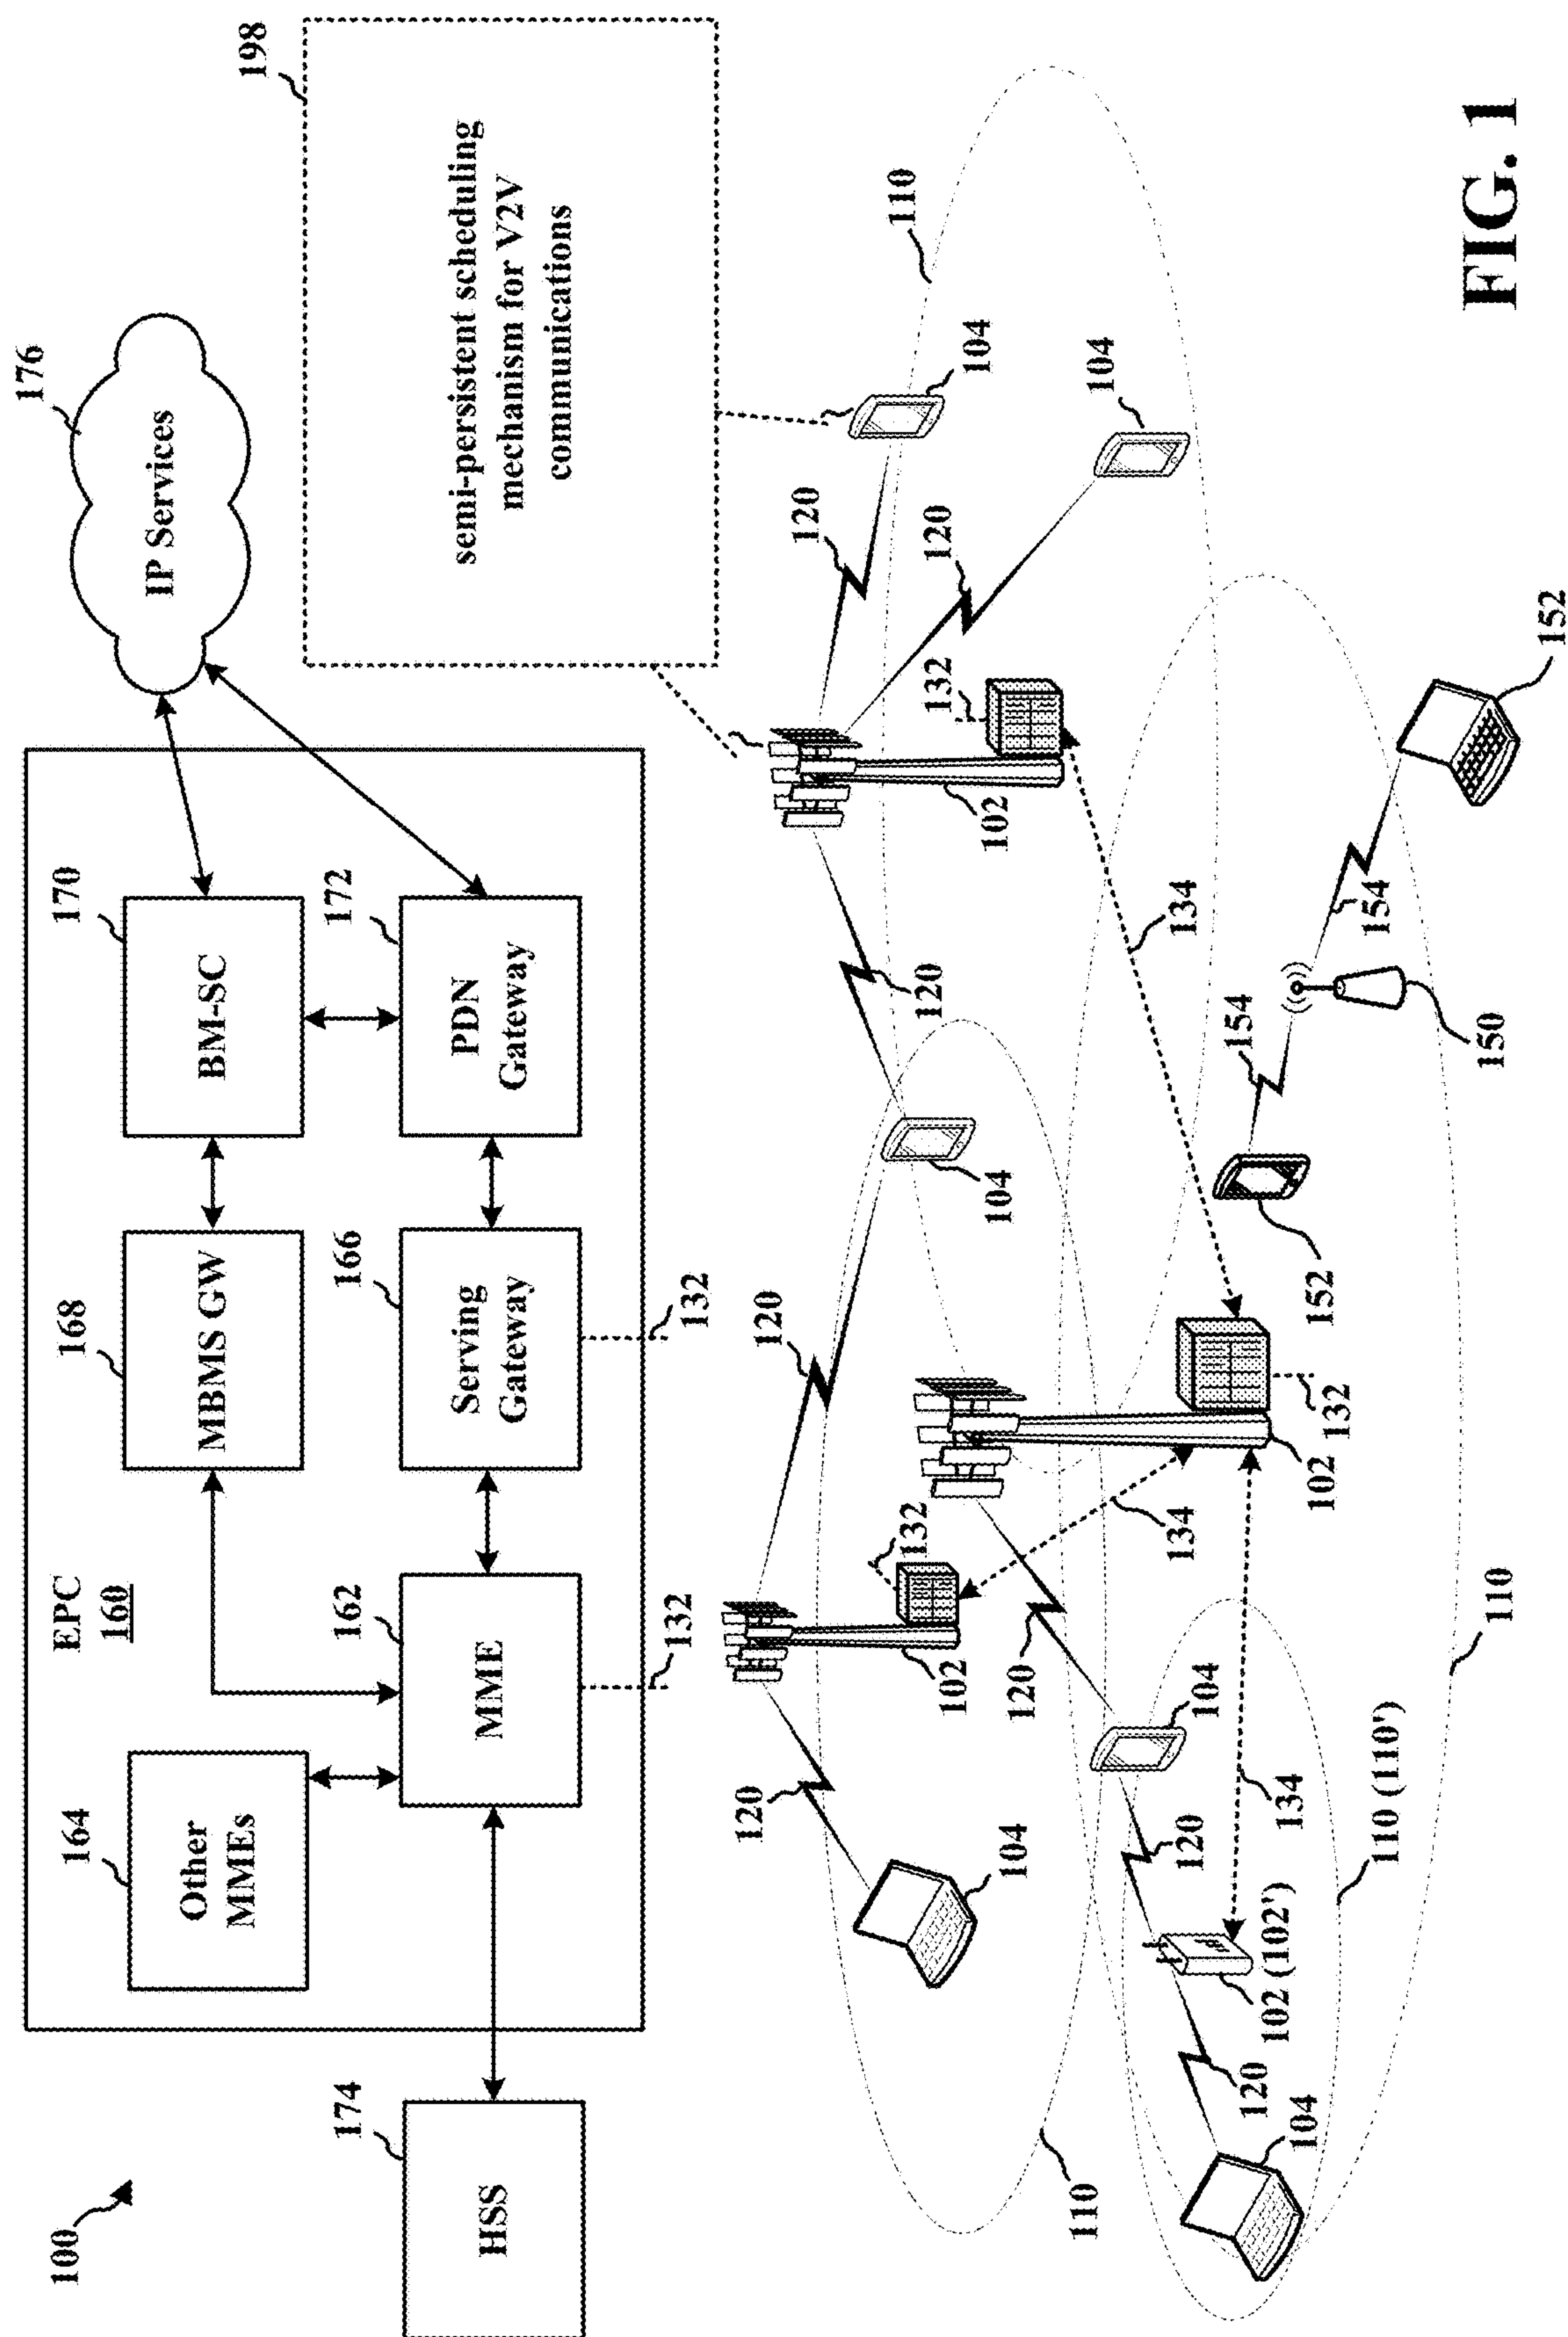 100
174
HSS
EPC
160
164
Other
MMEs
162
MME
168
MBMS GW
166
Serving
Gateway
170
BM-SC
172
PDN
Gateway
132
132
176
IP Services
198
semi-persistent scheduling
mechanism for V2V
communications
120
104
120
102
132
120
104
120
102
132
120
120
104
110
104
110
104
120
102 (102')
120
104
120
134
134
102
132
134
110 (110')
110
152
154
150
154
152
FIG. 1